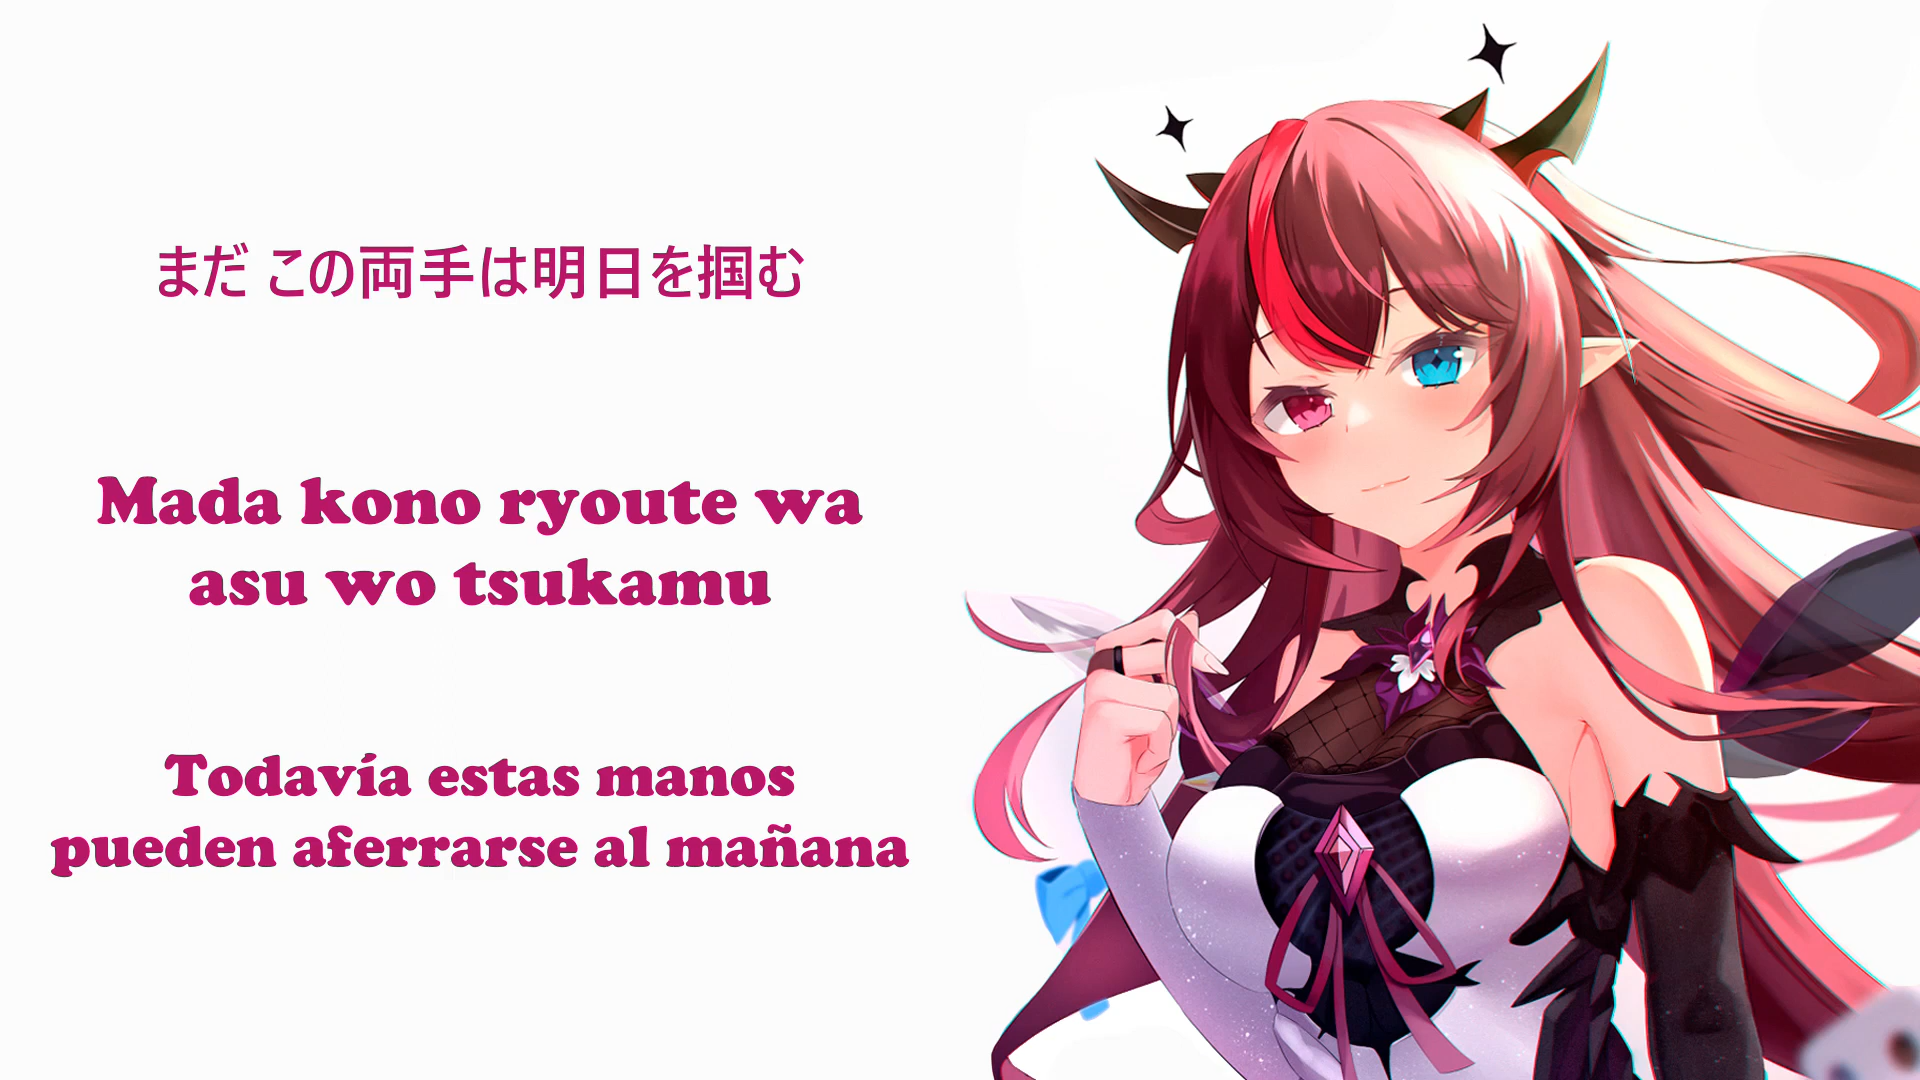 まだ この両手は明日を掴む
Mada kono ryoute wa
asu wo tsukamu
Todavía estas manos
pueden aferrarse al mañana